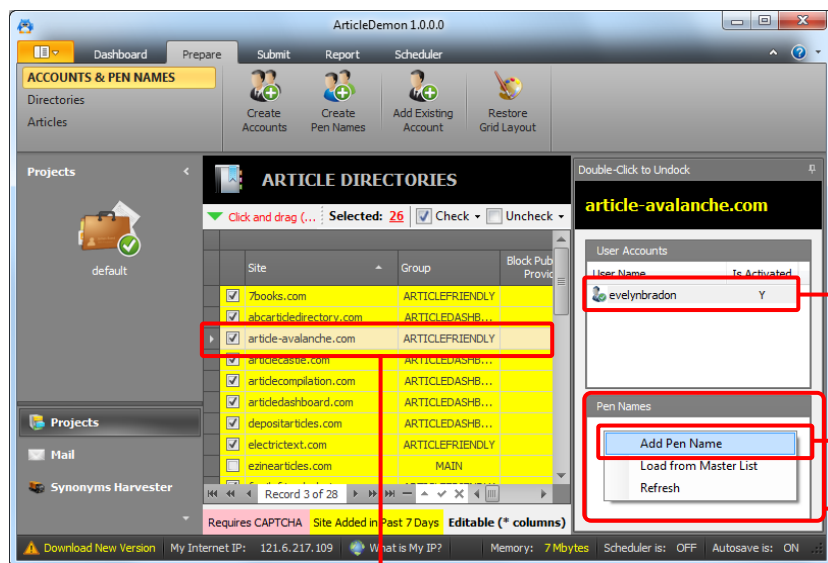 ArticleDemon 1.0.0.0
Dashboard Prepare Submit Report Scheduler
ACCOUNTS & PEN NAMES
Directories
Articles
Create Accounts
Create Pen Names
Add Existing Account
Restore Grid Layout
Projects
default
Projects
Mail
Synonyms Harvester
ARTICLE DIRECTORIES
Click and drag (... Selected: 26 Check Uncheck
Site Group Block Pub
Provid
7books.com ARTICLEFRIENDLY
abcarticledirectory.com ARTICLEDASHB...
article-avalanche.com ARTICLEFRIENDLY
articlecastle.com ARTICLEDASHB...
articlecompilation.com ARTICLEDASHB...
articledashboard.com ARTICLEDASHB...
depositarticles.com ARTICLEDASHB...
electrictext.com ARTICLEFRIENDLY
ezinearticles.com MAIN
Record 3 of 28
Requires CAPTCHA Site Added in Past 7 Days Editable (* columns)
Double-Click to Undock
article-avalanche.com
User Accounts
User Name Is Activated
evelynbradon Y
Pen Names
Add Pen Name
Load from Master List
Refresh
Download New Version My Internet IP: 121.6.217.109 What is My IP? Memory: 7 Mbytes Scheduler is: OFF Autosave is: ON